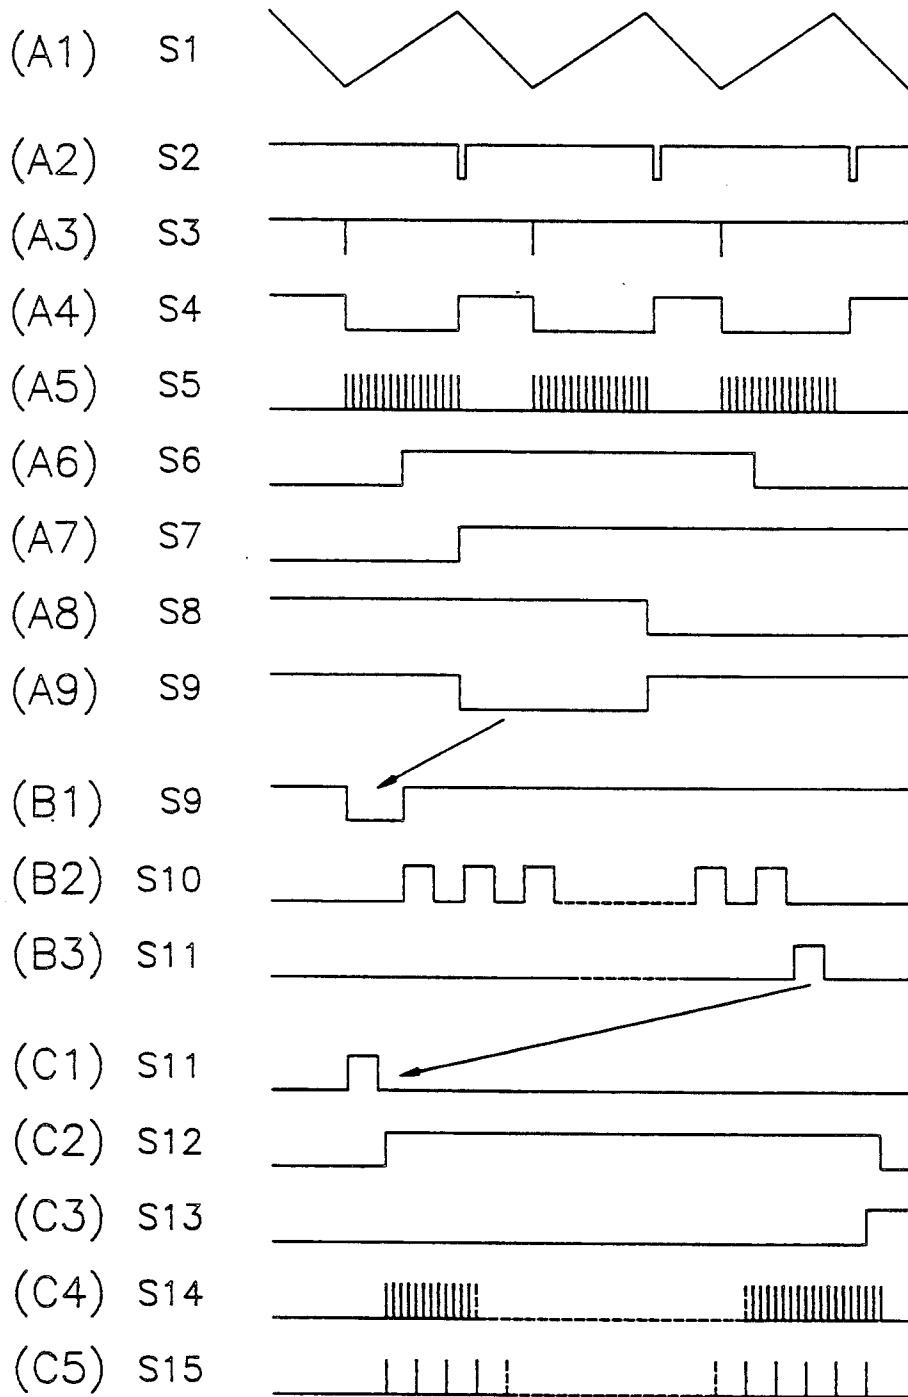 (A1) S1
(A2) S2
(A3) S3
(A4) S4
(A5) S5
(A6) S6
(A7) S7
(A8) S8
(A9) S9
(B1) S9
(B2) S10
(B3) S11
(C1) S11
(C2) S12
(C3) S13
(C4) S14
(C5) S15